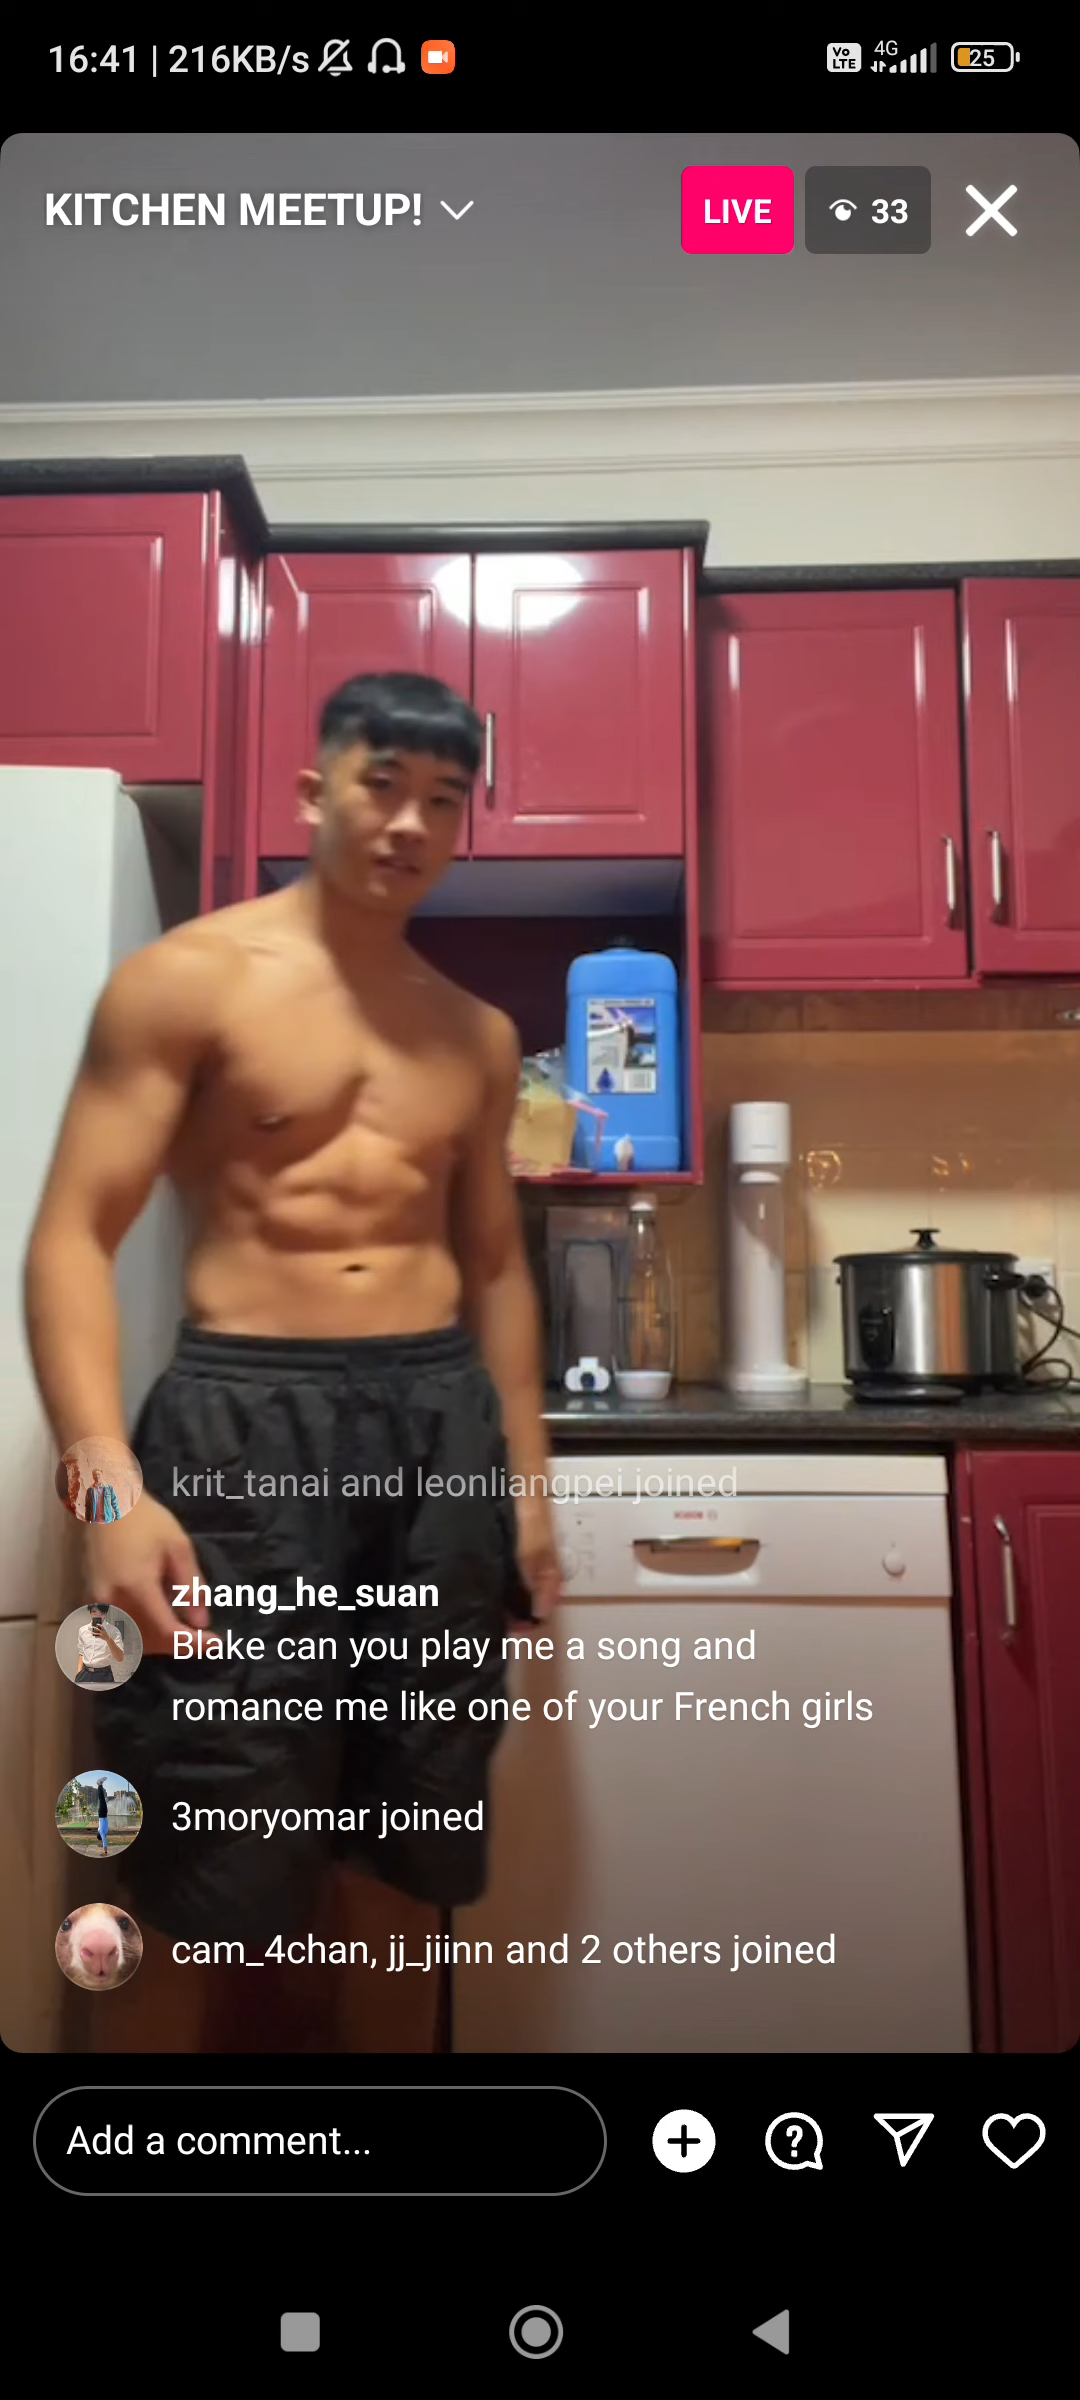 16:41 | 216KB/s
Vo LTE 4G 25
KITCHEN MEETUP! LIVE 33
krit_tanai and leonliangpei joined
zhang_he_suan
Blake can you play me a song and
romance me like one of your French girls
3moryomar joined
cam_4chan, jj_jiinn and 2 others joined
Add a comment...